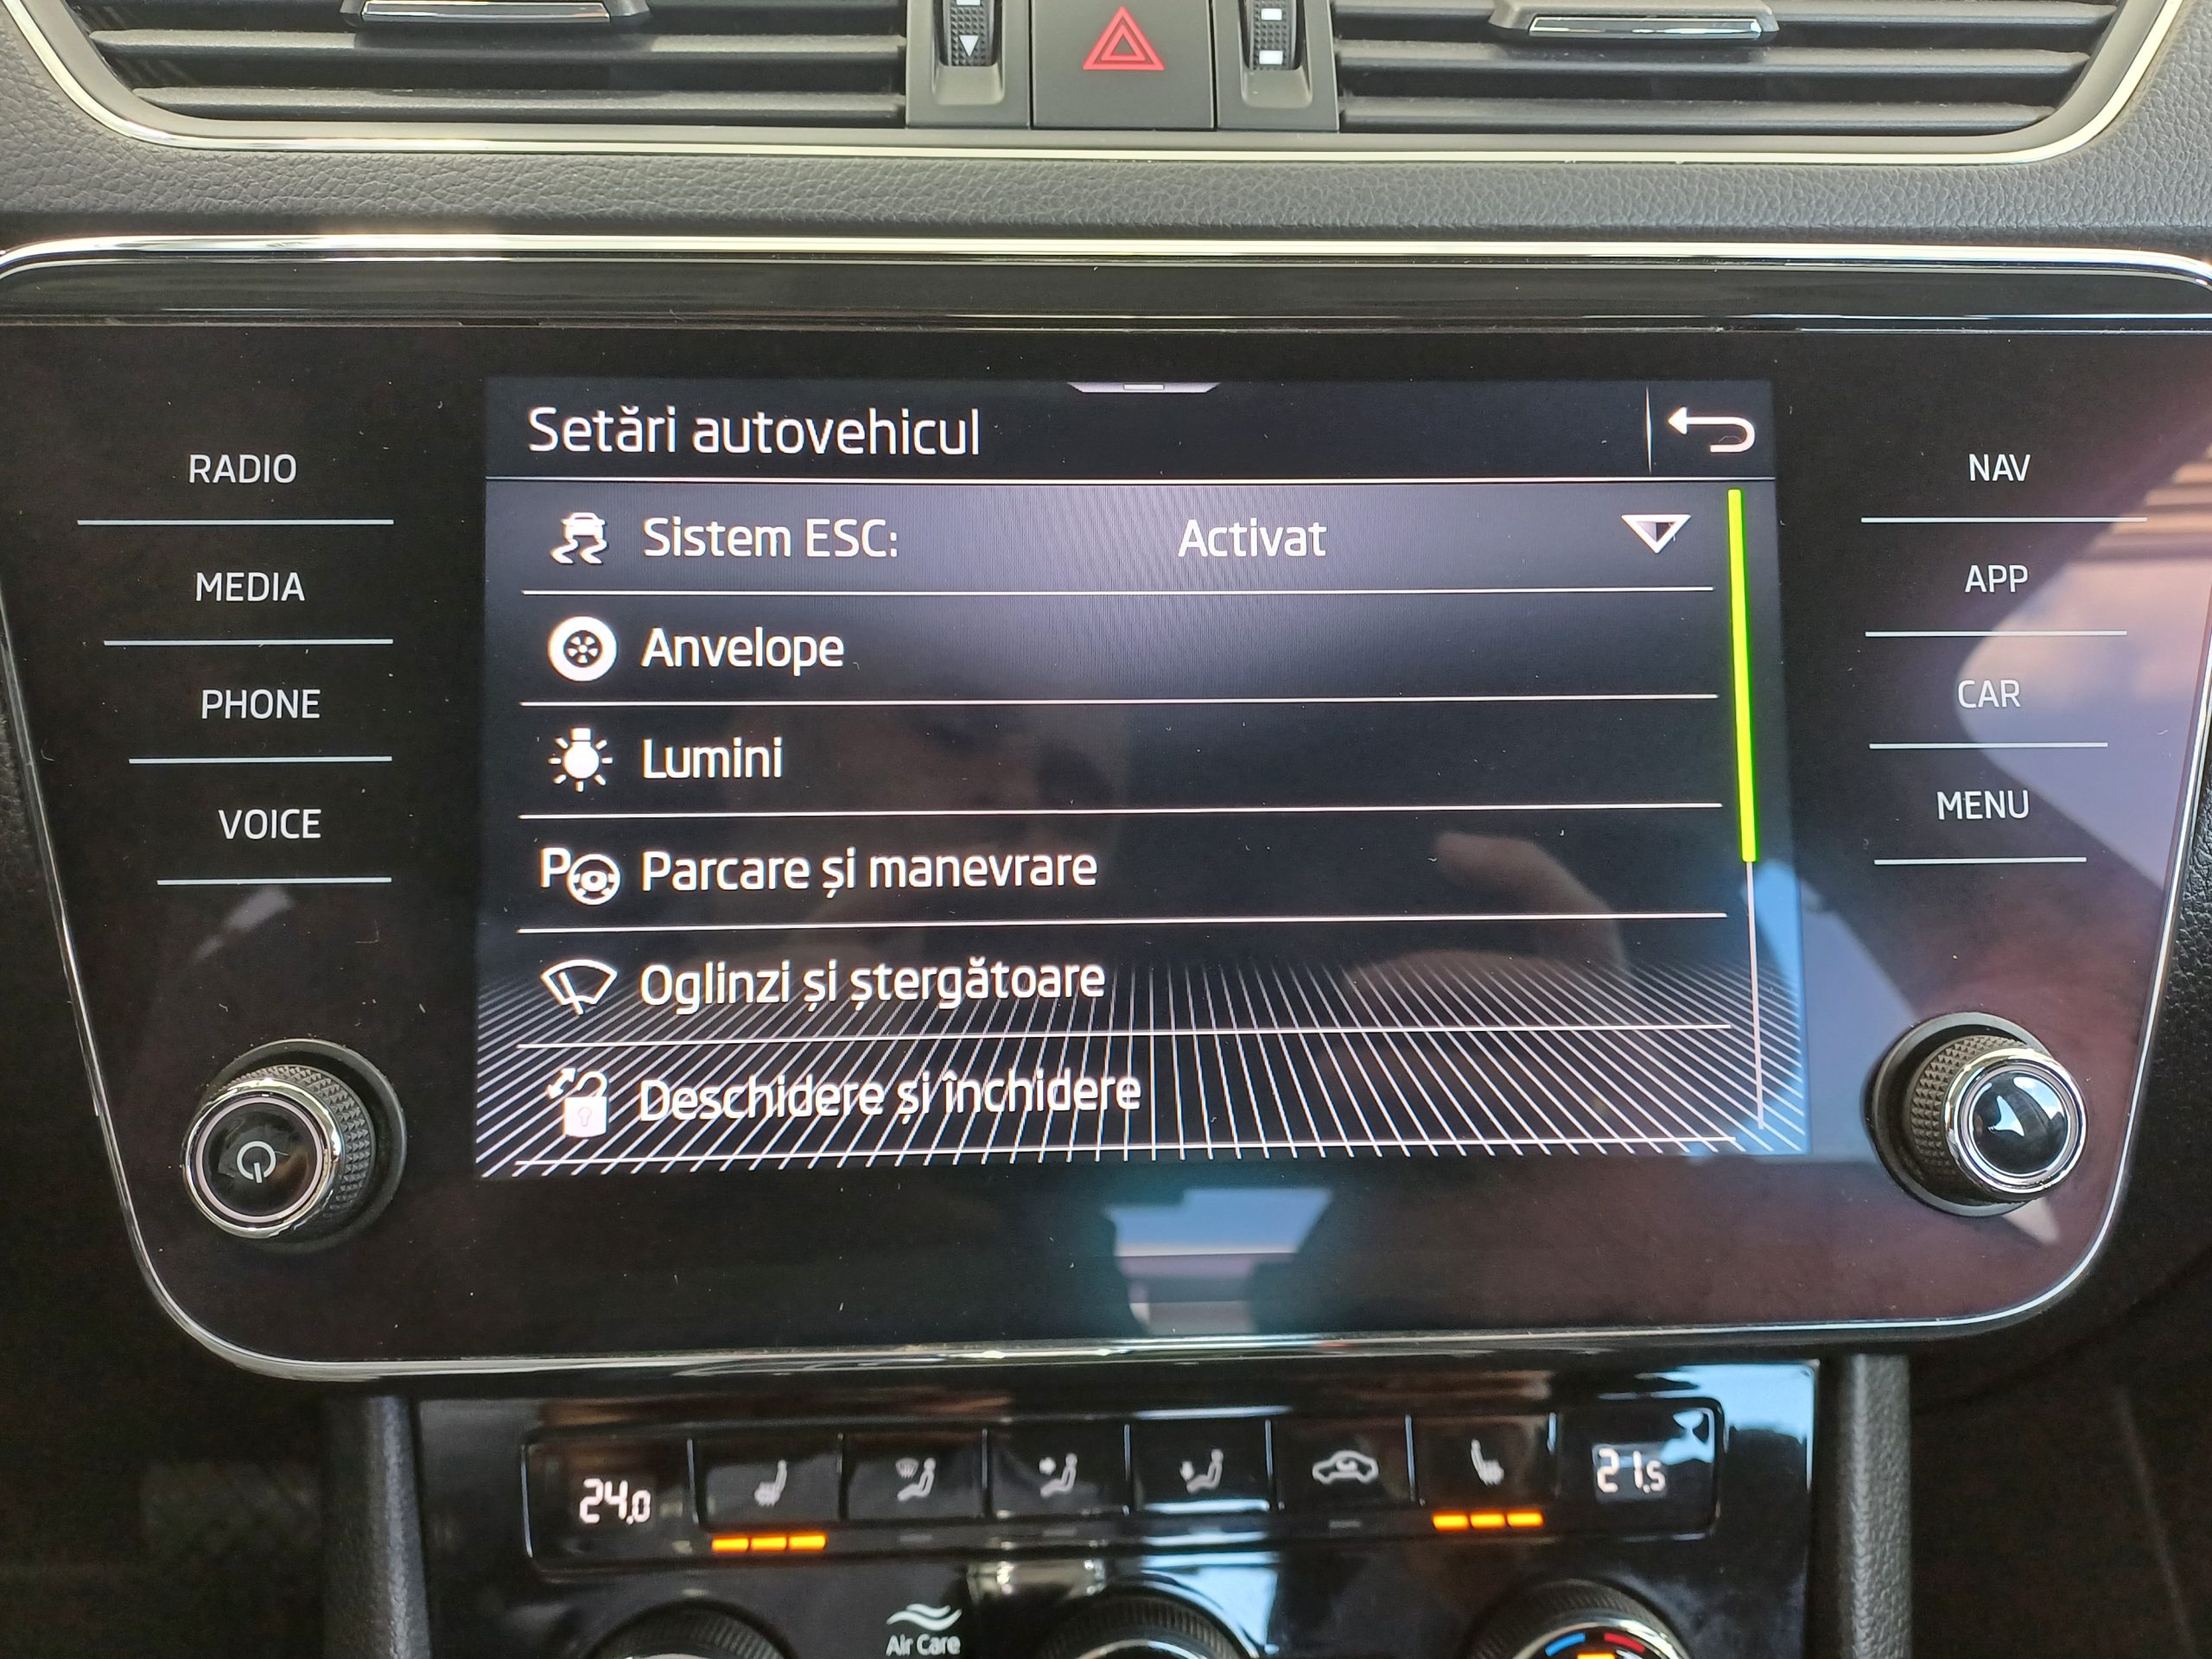 Setări autovehicul
RADIO
MEDIA
PHONE
VOICE
Sistem ESC: Activat
Anvelope
Lumini
P Parcare și manevrare
Oglinzi și ștergătoare
Deschidere și închidere
NAV
APP
CAR
MENU
24,0
21,5
Air Care